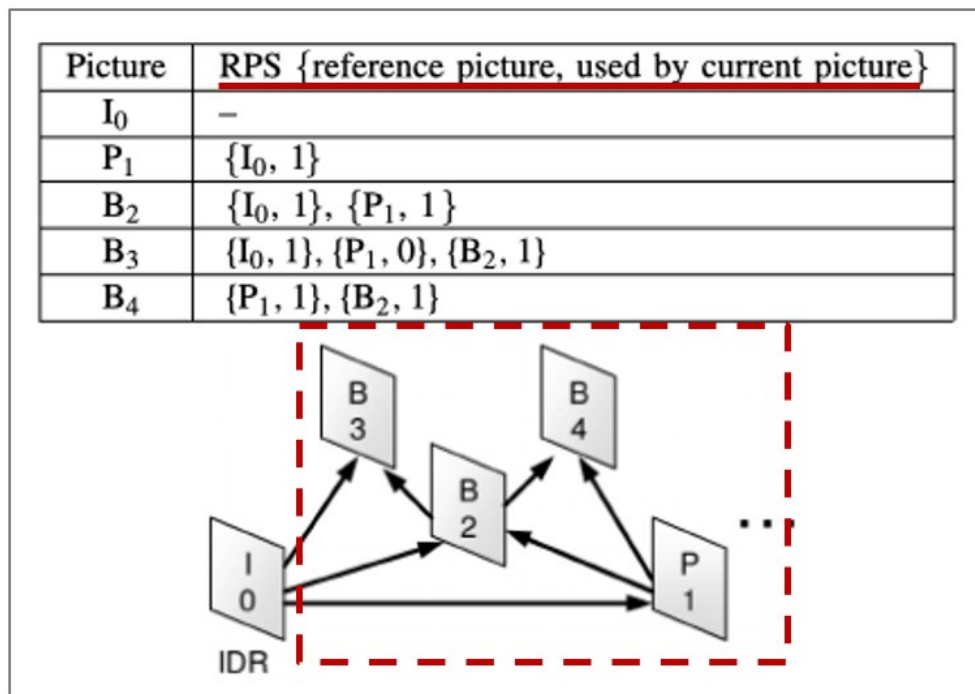 Picture RPS {reference picture, used by current picture}
I₀ –
P₁ {I₀, 1}
B₂ {I₀, 1}, {P₁, 1 }
B₃ {I₀, 1}, {P₁, 0}, {B₂, 1}
B₄ {P₁, 1}, {B₂, 1}
B
3
B
4
B
2
I
0
P
1
...
IDR